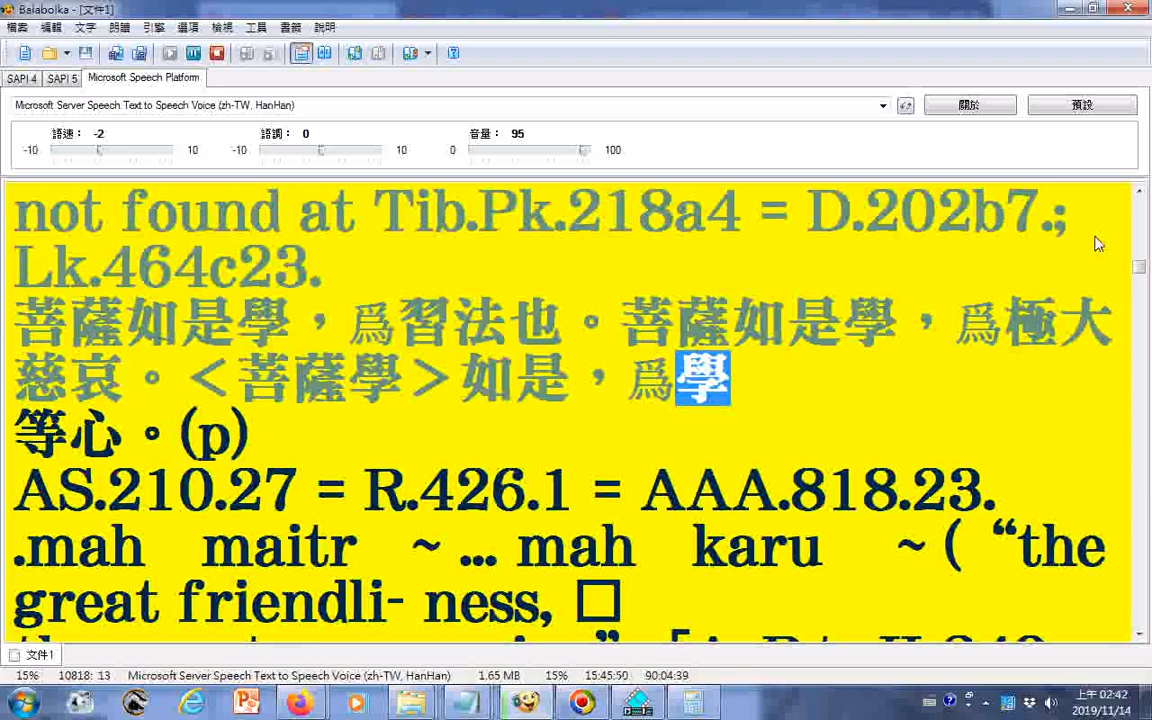 Balabolka - [文件1]
檔案 編輯 文字 朗讀 引擎 選項 檢視 工具 書籤 說明
SAPI 4 SAPI 5 Microsoft Speech Platform
Microsoft Server Speech Text to Speech Voice (zh-TW, HanHan) 關於 預設
語速： -2 語調： 0 音量： 95
-10 10 -10 10 0 100
not found at Tib.Pk.218a4 = D.202b7.;
Lk.464c23.
菩薩如是學，爲習法也。菩薩如是學，爲極大
慈哀。＜菩薩學＞如是，爲學
等心。(p)
AS.210.27 = R.426.1 = AAA.818.23.
.mah maitr ~ ... mah karu ~ ( “the
great friendli- ness, □
文件1
15% 10818: 13 Microsoft Server Speech Text to Speech Voice (zh-TW, HanHan) 1.65 MB 15% 15:45:50 90:04:39
上午 02:42
2019/11/14